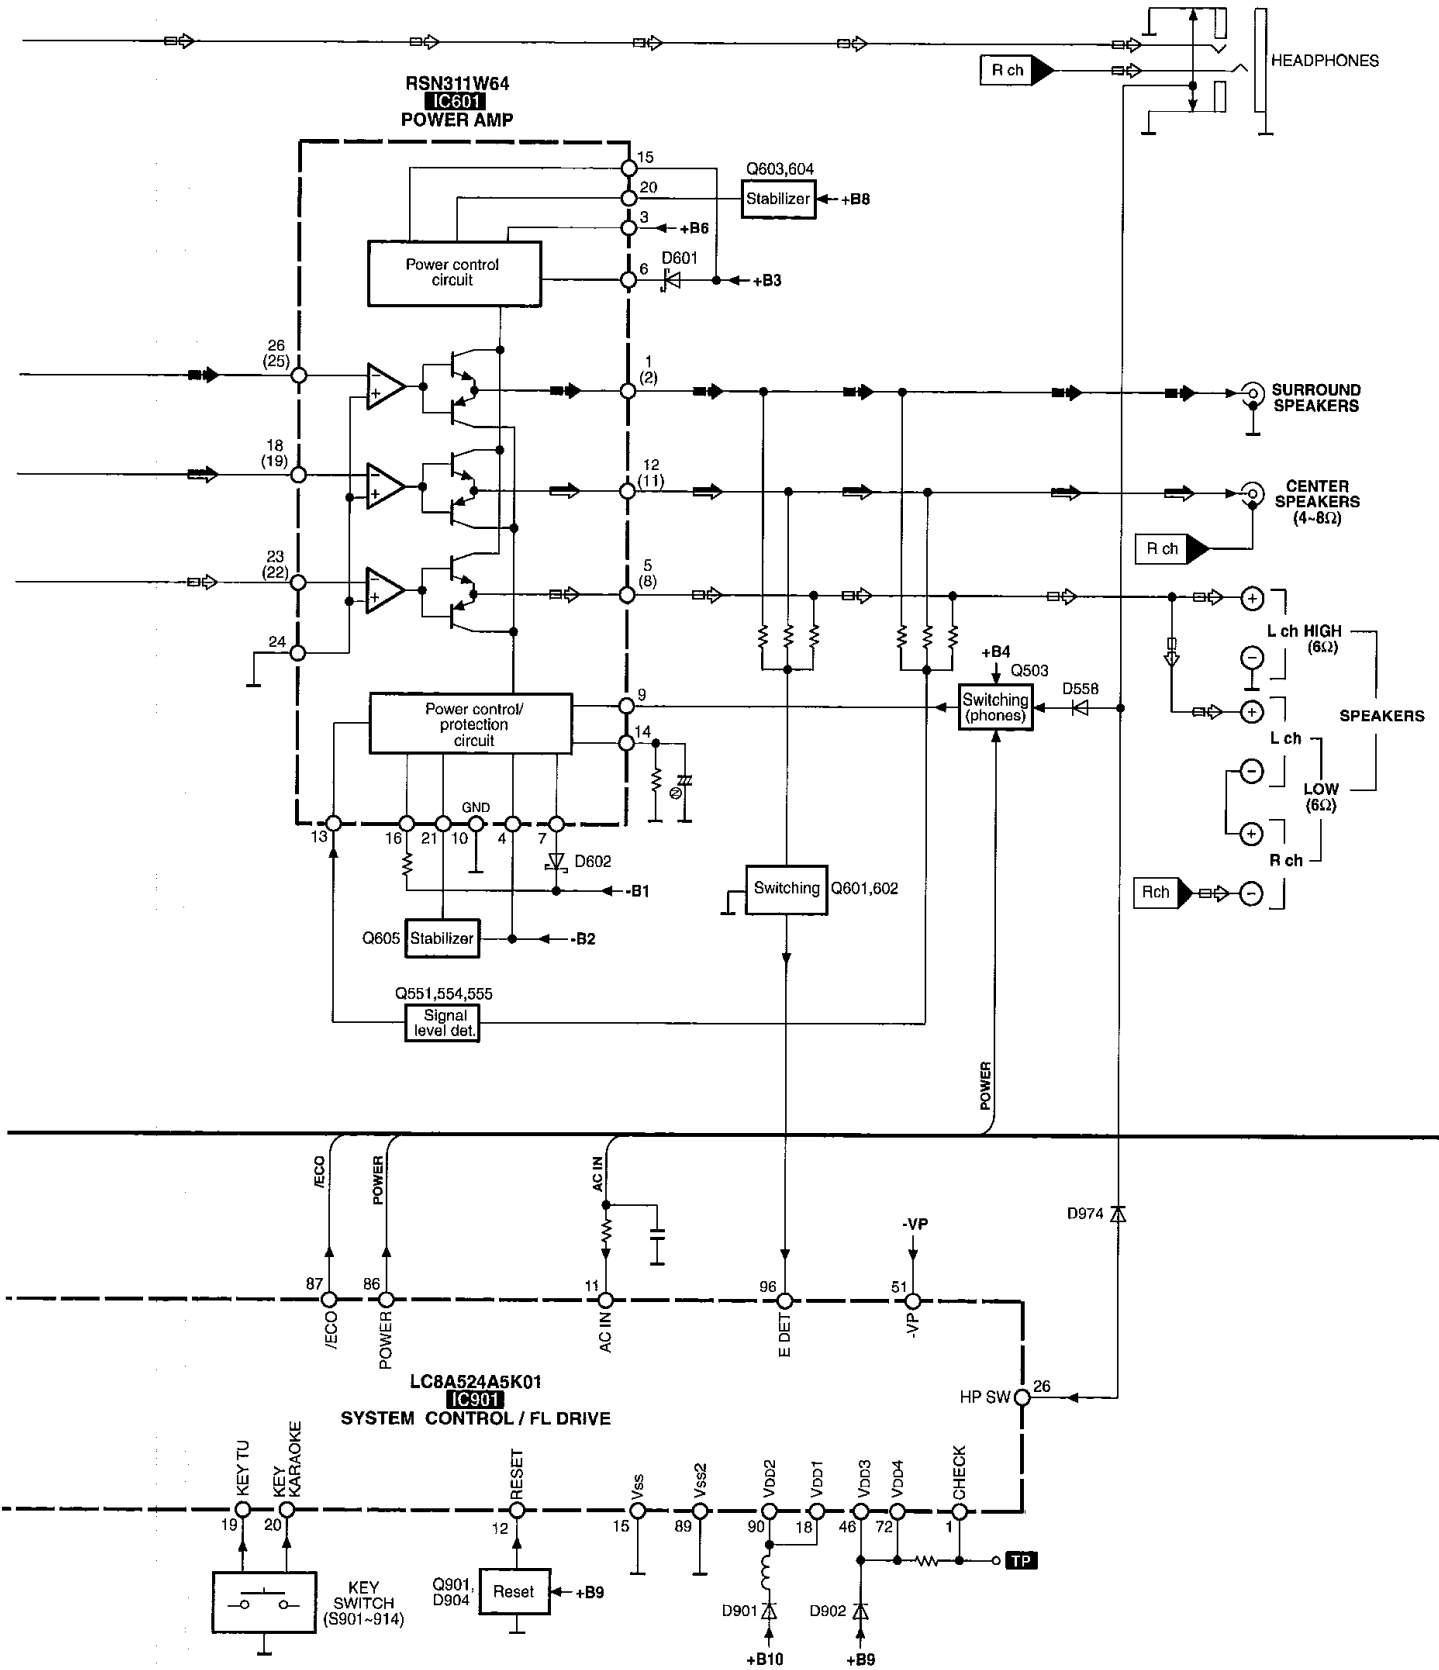 R ch
HEADPHONES
RSN311W64
IC601
POWER AMP
15
20
3
6
Q603,604
Stabilizer
+B8
+B6
D601
+B3
Power control
circuit
26
(25)
1
(2)
SURROUND
SPEAKERS
18
(19)
12
(11)
CENTER
SPEAKERS
(4~8Ω)
R ch
23
(22)
5
(8)
+
L ch HIGH
(6Ω)
−
24
+B4
Q503
Switching
(phones)
D558
9
14
Power control/
protection
circuit
+
L ch
−
SPEAKERS
LOW
(6Ω)
+
R ch
Rch
−
GND
13
16
21
10
4
7
D602
-B1
Q605
Stabilizer
-B2
Switching
Q601,602
Q551,554,555
Signal
level det.
POWER
/ECO
POWER
AC IN
D974
-VP
87
86
11
96
51
/ECO
POWER
AC IN
E DET
-VP
LC8A524A5K01
IC901
SYSTEM CONTROL / FL DRIVE
HP SW
26
KEY TU
KEY
KARAOKE
RESET
Vss
Vss2
VDD2
VDD1
VDD3
VDD4
CHECK
19
20
12
15
89
90
18
46
72
1
TP
KEY
SWITCH
(S901~914)
Q901,
D904
Reset
+B9
D901
+B10
D902
+B9